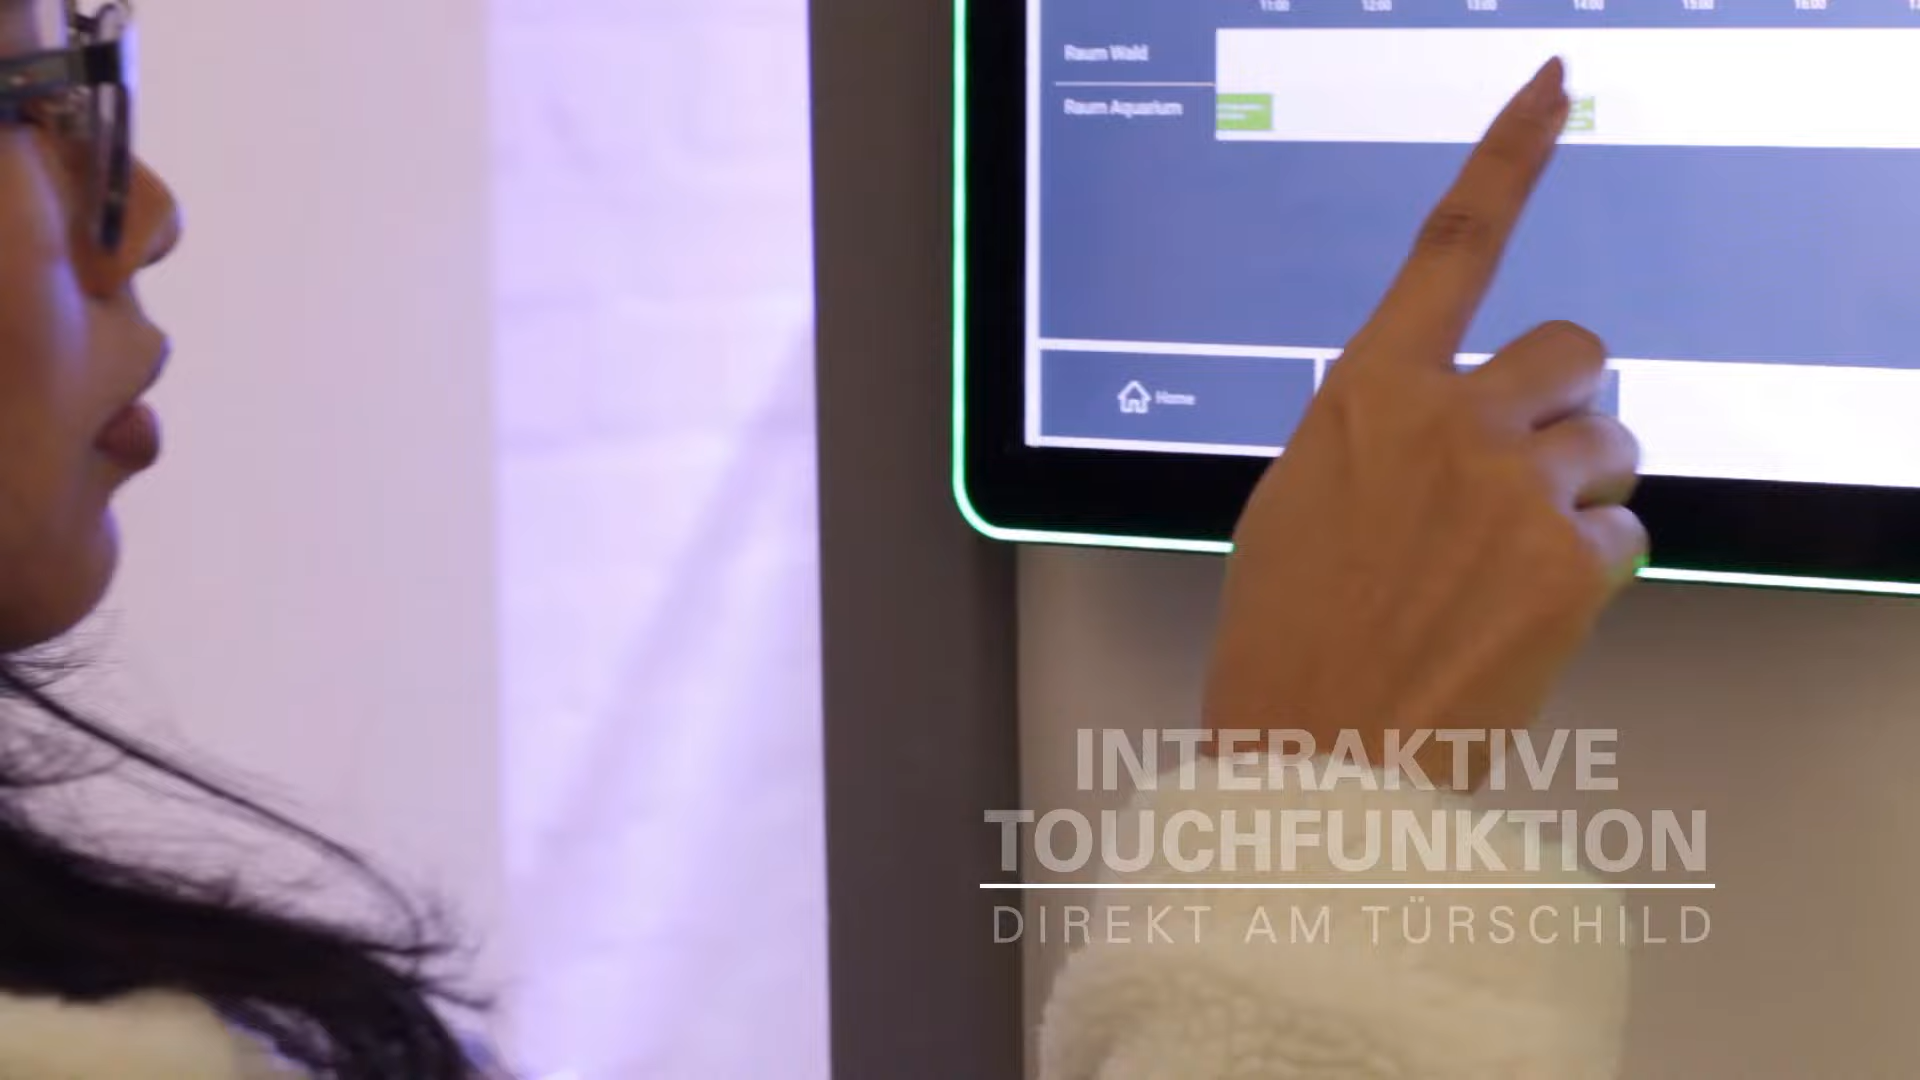 11:00 12:00 13:00 14:00 15:00 16:00
Raum Wald
Raum Aquarium
Home
INTERAKTIVE
TOUCHFUNKTION
DIREKT AM TÜRSCHILD